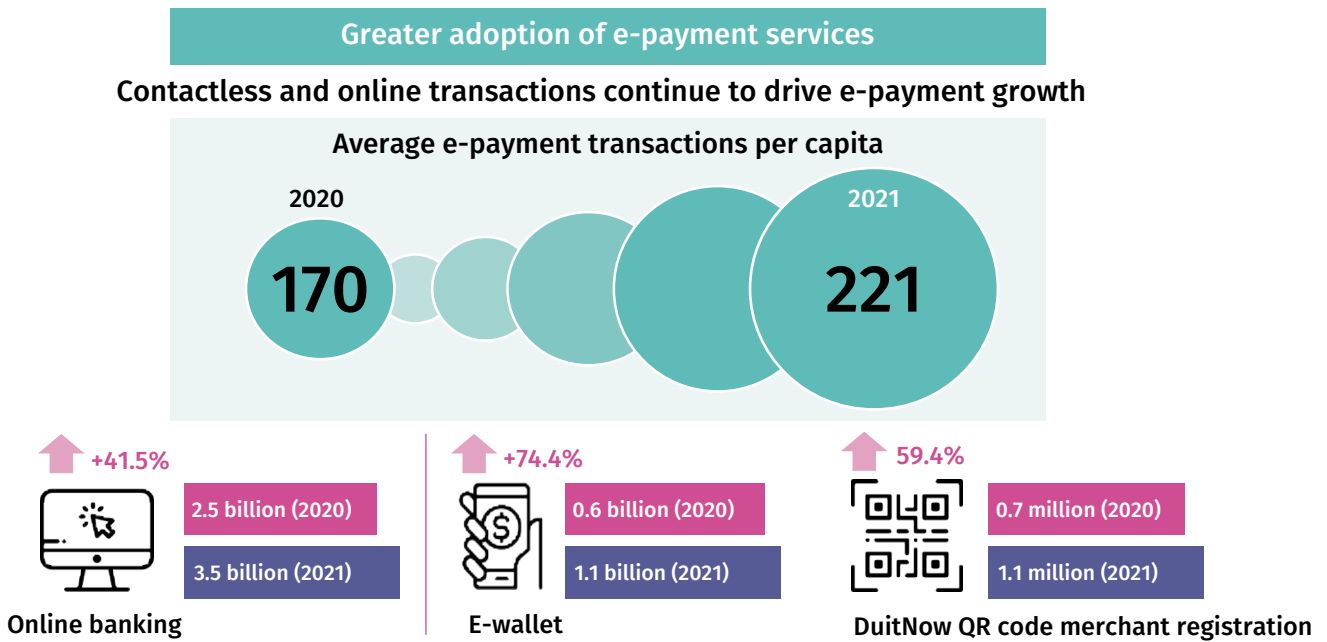 Greater adoption of e-payment services
Contactless and online transactions continue to drive e-payment growth
Average e-payment transactions per capita
2020
170
2021
221
+41.5%
2.5 billion (2020)
3.5 billion (2021)
Online banking
+74.4%
$
0.6 billion (2020)
1.1 billion (2021)
E-wallet
59.4%
0.7 million (2020)
1.1 million (2021)
DuitNow QR code merchant registration